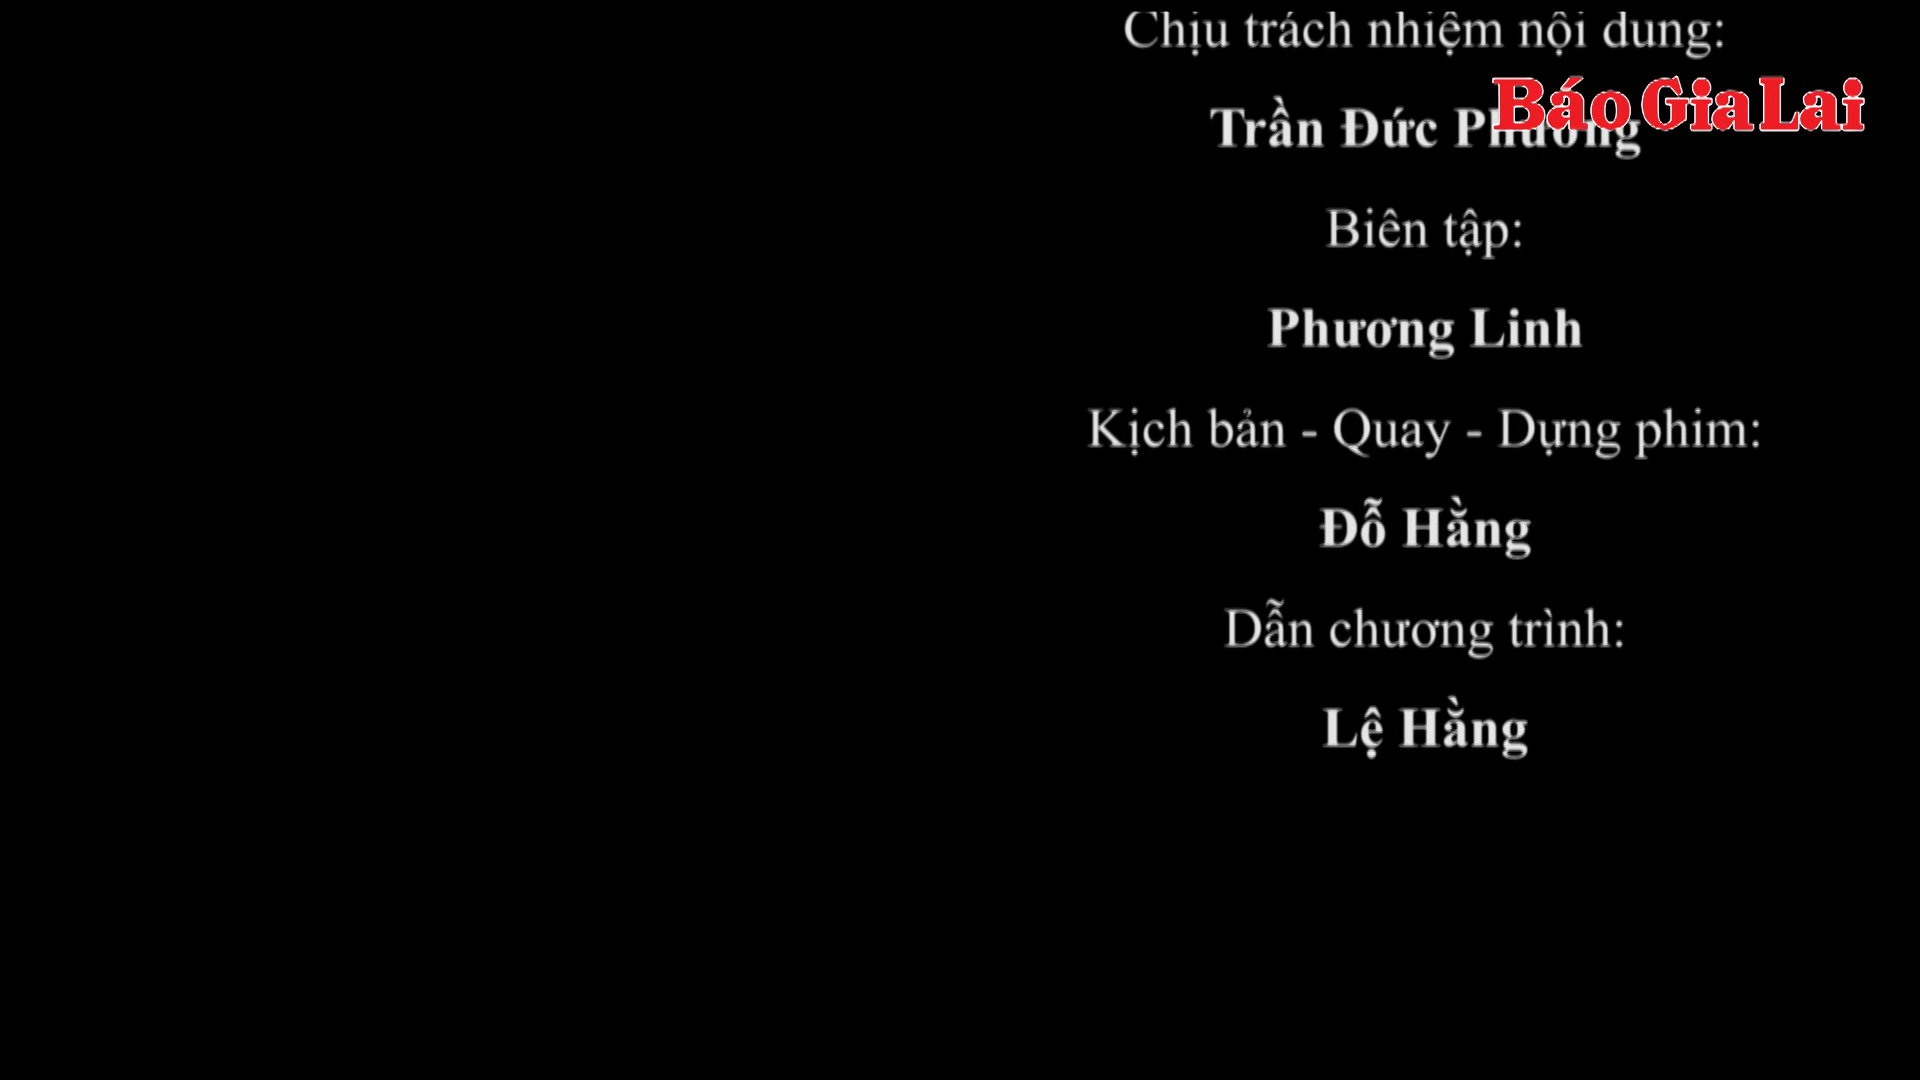 Chịu trách nhiệm nội dung:
Báo Gia Lai
Trần Đức Phương
Biên tập:
Phương Linh
Kịch bản - Quay - Dựng phim:
Đỗ Hằng
Dẫn chương trình:
Lệ Hằng